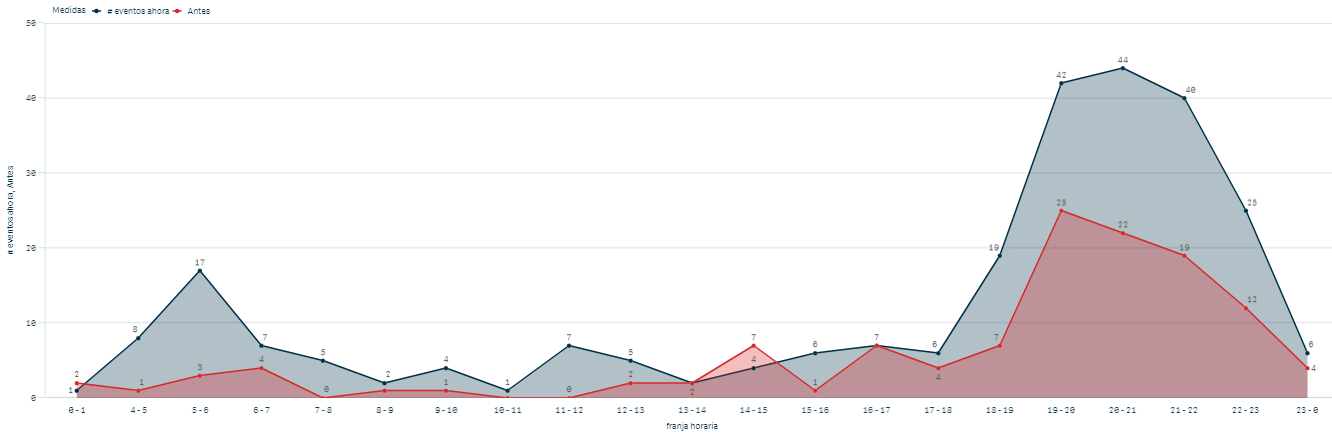 Medidas # eventos ahora Antes
50
42 44 40
40
30
25 22 19 25
20
17 19
12
10
8 7 5 4 7 5 7 6 7 6 7 6
2 1 3 4 0 2 1 1 0 2 2 4 1 4 4
1
0
0-1 4-5 5-6 6-7 7-8 8-9 9-10 10-11 11-12 12-13 13-14 14-15 15-16 16-17 17-18 18-19 19-20 20-21 21-22 22-23 23-0
franja horaria
# eventos ahora, Antes